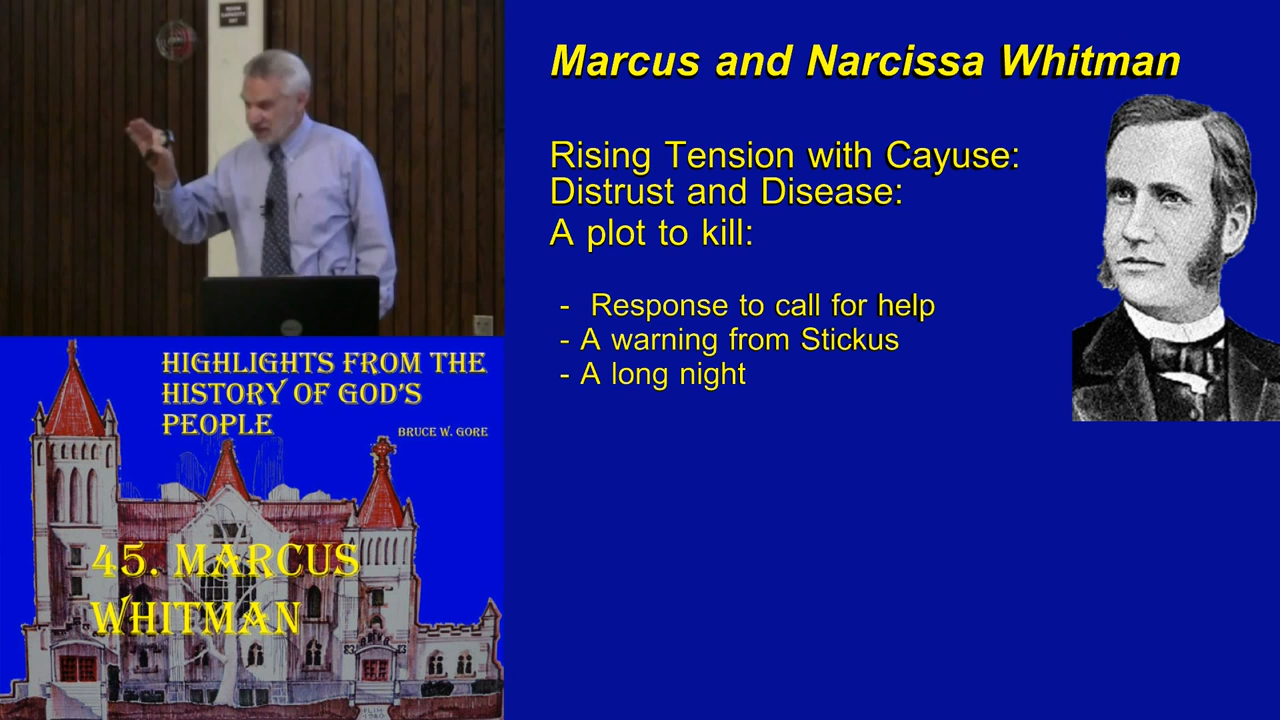 Marcus and Narcissa Whitman
Rising Tension with Cayuse:
Distrust and Disease:
A plot to kill:
- Response to call for help
- A warning from Stickus
- A long night
HIGHLIGHTS FROM THE
HISTORY OF GOD'S
PEOPLE
BRUCE W. GORE
45. MARCUS
WHITMAN